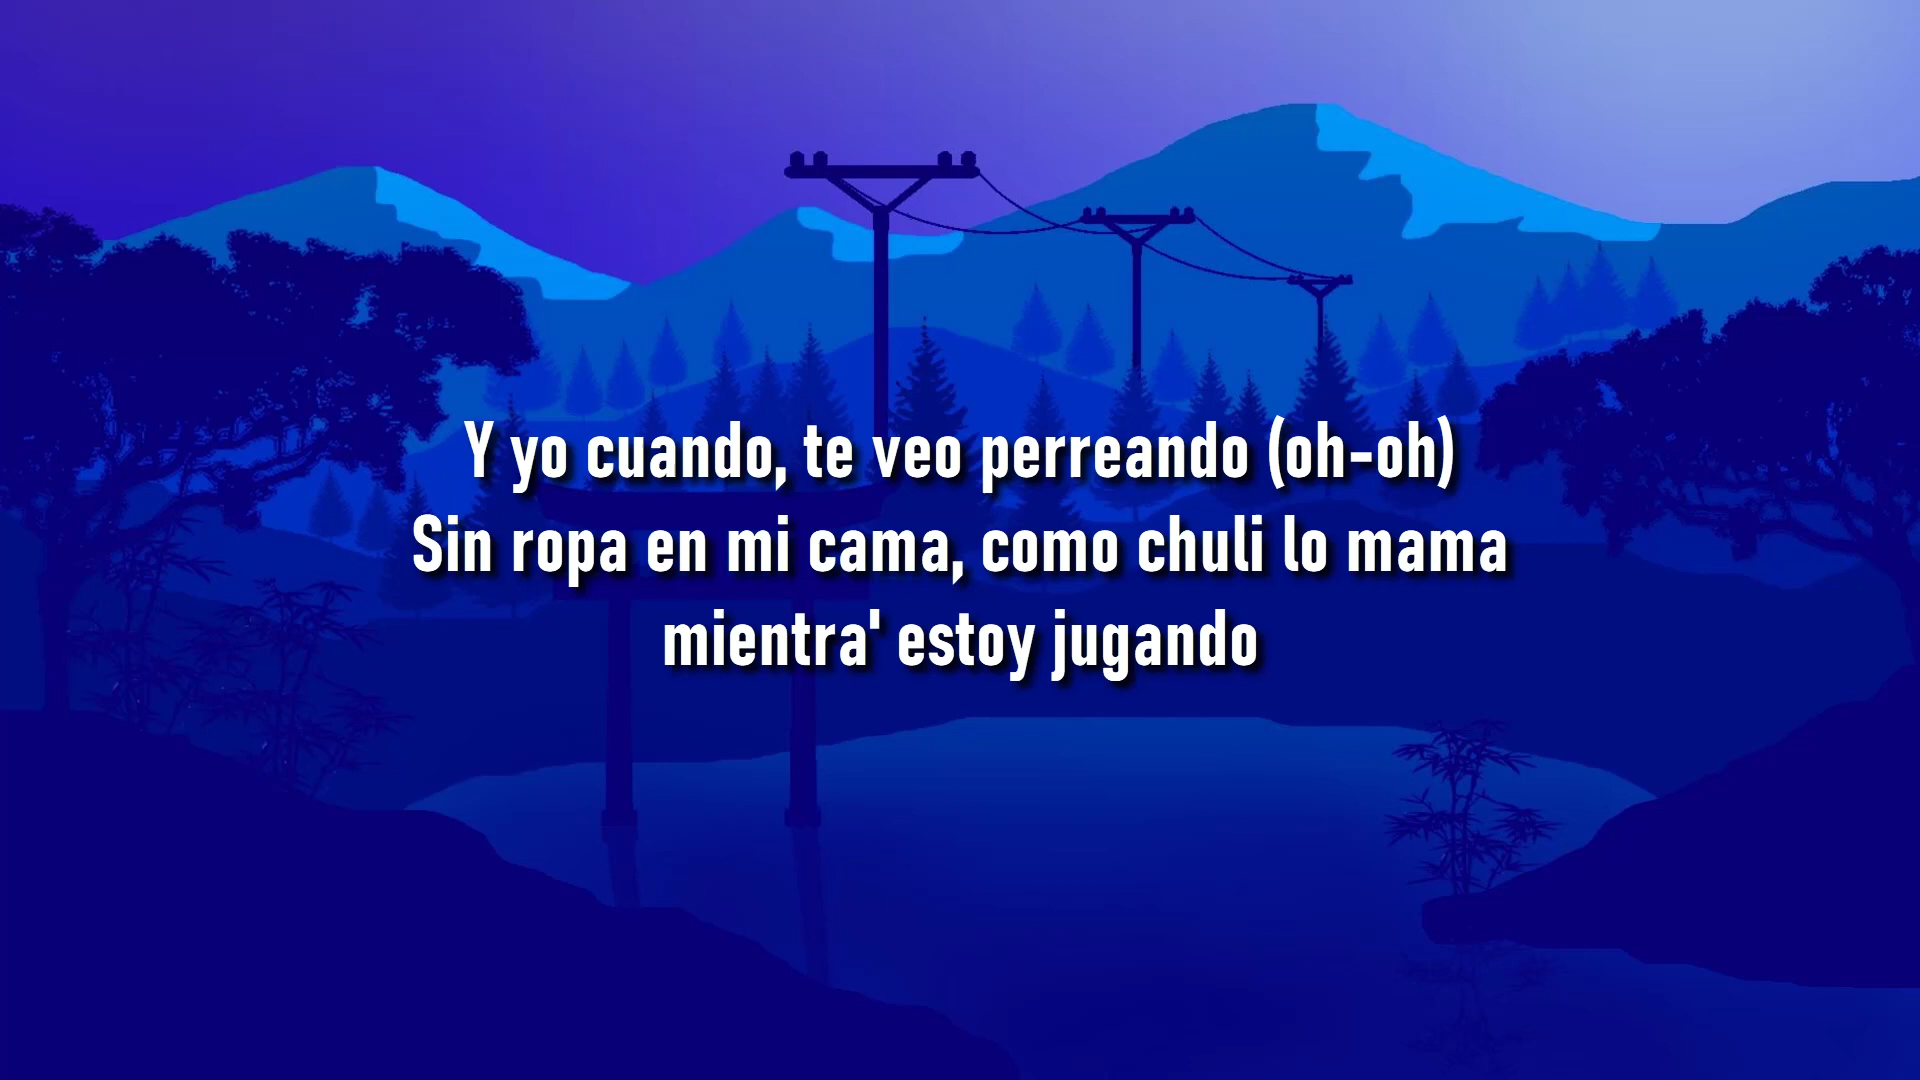 Y yo cuando, te veo perreando (oh-oh)
Sin ropa en mi cama, como chuli lo mama
mientra' estoy jugando